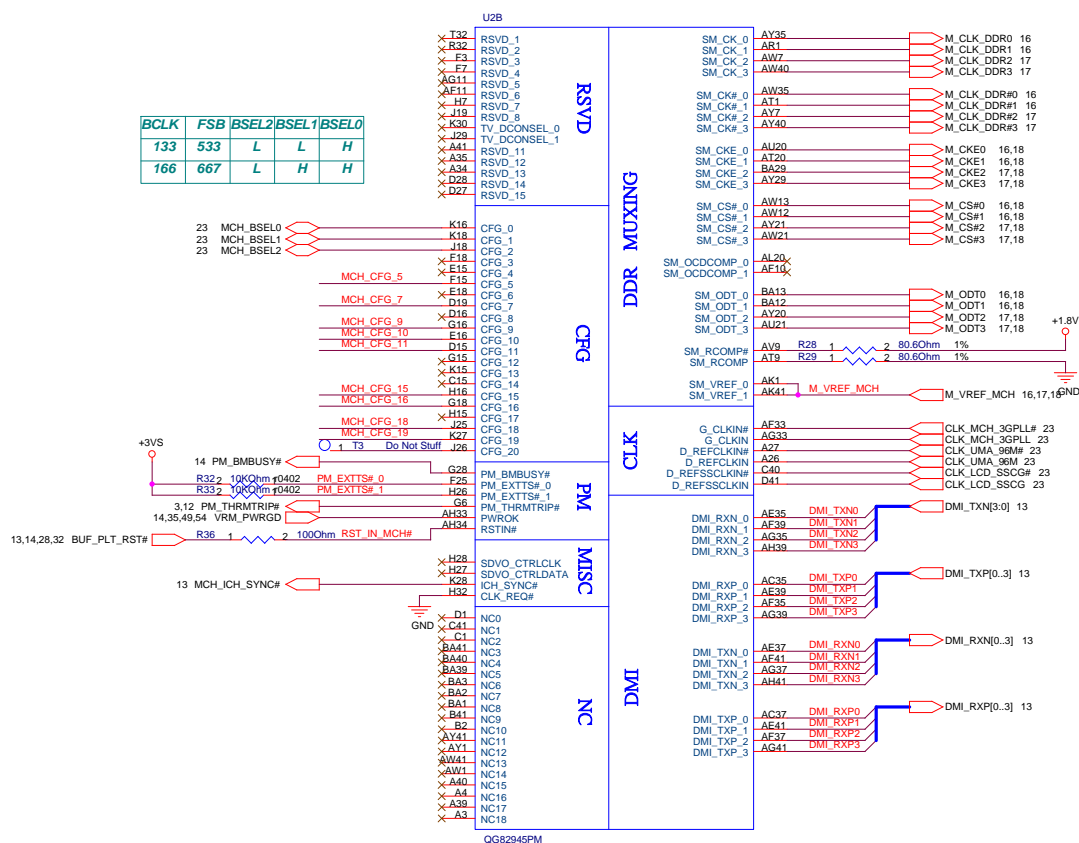 U2B
BCLK FSB BSEL2 BSEL1 BSEL0
133 533 L L H
166 667 L H H
T32 RSVD_1
R32 RSVD_2
F3 RSVD_3
F7 RSVD_4
AG11 RSVD_5
AF11 RSVD_6
H7 RSVD_7
J19 RSVD_8
K30 TV_DCONSEL_0
J29 TV_DCONSEL_1
A41 RSVD_11
A35 RSVD_12
A34 RSVD_13
D28 RSVD_14
D27 RSVD_15
RSVD
23 MCH_BSEL0 K16 CFG_0
23 MCH_BSEL1 K18 CFG_1
23 MCH_BSEL2 J18 CFG_2
F18 CFG_3
E15 CFG_4
MCH_CFG_5 F15 CFG_5
E18 CFG_6
MCH_CFG_7 D19 CFG_7
D16 CFG_8
MCH_CFG_9 G16 CFG_9
MCH_CFG_10 E16 CFG_10
MCH_CFG_11 D15 CFG_11
G15 CFG_12
K15 CFG_13
C15 CFG_14
MCH_CFG_15 H16 CFG_15
MCH_CFG_16 G18 CFG_16
H15 CFG_17
MCH_CFG_18 J25 CFG_18
MCH_CFG_19 K27 CFG_19
1 T3 Do Not Stuff J26 CFG_20
CFG
+3VS
14 PM_BMBUSY# G28 PM_BMBUSY#
R32 2 10KOhm 1 0402 PM_EXTTS#_0 F25 PM_EXTTS#_0
R33 2 10KOhm 1 0402 PM_EXTTS#_1 H26 PM_EXTTS#_1
3,12 PM_THRMTRIP# G6 PM_THRMTRIP#
14,35,49,54 VRM_PWRGD AH33 PWROK
13,14,28,32 BUF_PLT_RST# R36 1 2 100Ohm RST_IN_MCH# AH34 RSTIN#
PM
H28 SDVO_CTRLCLK
H27 SDVO_CTRLDATA
13 MCH_ICH_SYNC# K28 ICH_SYNC#
H32 CLK_REQ#
GND
MISC
D1 NC0
C41 NC1
C1 NC2
BA41 NC3
BA40 NC4
BA39 NC5
BA3 NC6
BA2 NC7
BA1 NC8
B41 NC9
B2 NC10
AY41 NC11
AY1 NC12
AW41 NC13
AW1 NC14
A40 NC15
A4 NC16
A39 NC17
A3 NC18
NC
DDR MUXING
SM_CK_0 AY35 M_CLK_DDR0 16
SM_CK_1 AR1 M_CLK_DDR1 16
SM_CK_2 AW7 M_CLK_DDR2 17
SM_CK_3 AW40 M_CLK_DDR3 17
SM_CK#_0 AW35 M_CLK_DDR#0 16
SM_CK#_1 AT1 M_CLK_DDR#1 16
SM_CK#_2 AY7 M_CLK_DDR#2 17
SM_CK#_3 AY40 M_CLK_DDR#3 17
SM_CKE_0 AU20 M_CKE0 16,18
SM_CKE_1 AT20 M_CKE1 16,18
SM_CKE_2 BA29 M_CKE2 17,18
SM_CKE_3 AY29 M_CKE3 17,18
SM_CS#_0 AW13 M_CS#0 16,18
SM_CS#_1 AW12 M_CS#1 16,18
SM_CS#_2 AY21 M_CS#2 17,18
SM_CS#_3 AW21 M_CS#3 17,18
SM_OCDCOMP_0 AL20
SM_OCDCOMP_1 AF10
SM_ODT_0 BA13 M_ODT0 16,18
SM_ODT_1 BA12 M_ODT1 16,18
SM_ODT_2 AY20 M_ODT2 17,18
SM_ODT_3 AU21 M_ODT3 17,18
+1.8V
SM_RCOMP# AV9 R28 1 2 80.6Ohm 1%
SM_RCOMP AT9 R29 1 2 80.6Ohm 1%
GND
SM_VREF_0 AK1
SM_VREF_1 AK41 M_VREF_MCH M_VREF_MCH 16,17,18
CLK
G_CLKIN# AF33 CLK_MCH_3GPLL# 23
G_CLKIN AG33 CLK_MCH_3GPLL 23
D_REFCLKIN# A27 CLK_UMA_96M# 23
D_REFCLKIN A26 CLK_UMA_96M 23
D_REFSSCLKIN# C40 CLK_LCD_SSCG# 23
D_REFSSCLKIN D41 CLK_LCD_SSCG 23
DMI
DMI_RXN_0 AE35 DMI_TXN0 DMI_TXN[3:0] 13
DMI_RXN_1 AF39 DMI_TXN1
DMI_RXN_2 AG35 DMI_TXN2
DMI_RXN_3 AH39 DMI_TXN3
DMI_RXP_0 AC35 DMI_TXP0 DMI_TXP[0..3] 13
DMI_RXP_1 AE39 DMI_TXP1
DMI_RXP_2 AF35 DMI_TXP2
DMI_RXP_3 AG39 DMI_TXP3
DMI_TXN_0 AE37 DMI_RXN0 DMI_RXN[0..3] 13
DMI_TXN_1 AF41 DMI_RXN1
DMI_TXN_2 AG37 DMI_RXN2
DMI_TXN_3 AH41 DMI_RXN3
DMI_TXP_0 AC37 DMI_RXP0 DMI_RXP[0..3] 13
DMI_TXP_1 AE41 DMI_RXP1
DMI_TXP_2 AF37 DMI_RXP2
DMI_TXP_3 AG41 DMI_RXP3
QG82945PM